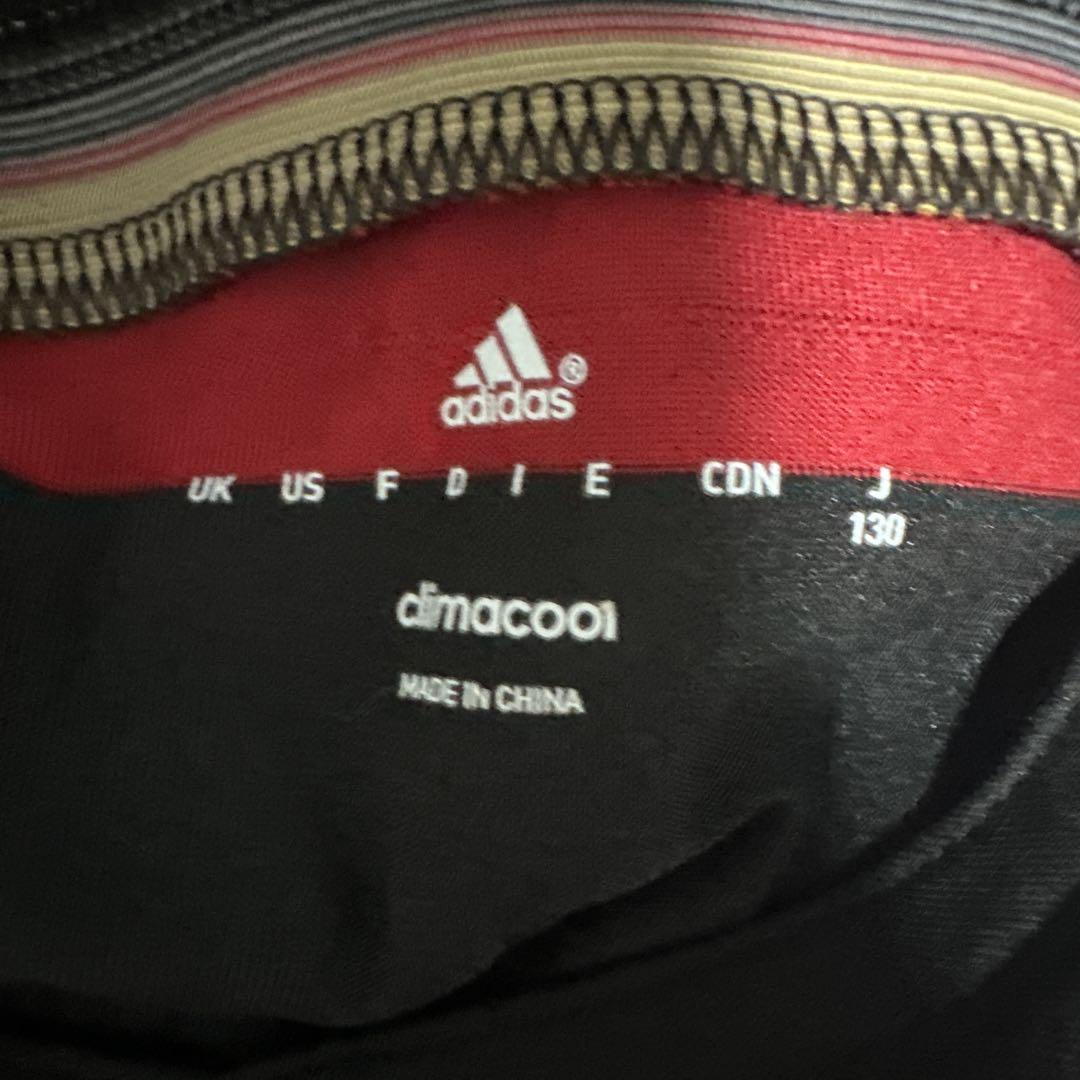 adidas®
UK US F D I E CDN J
130
climacool
MADE IN CHINA